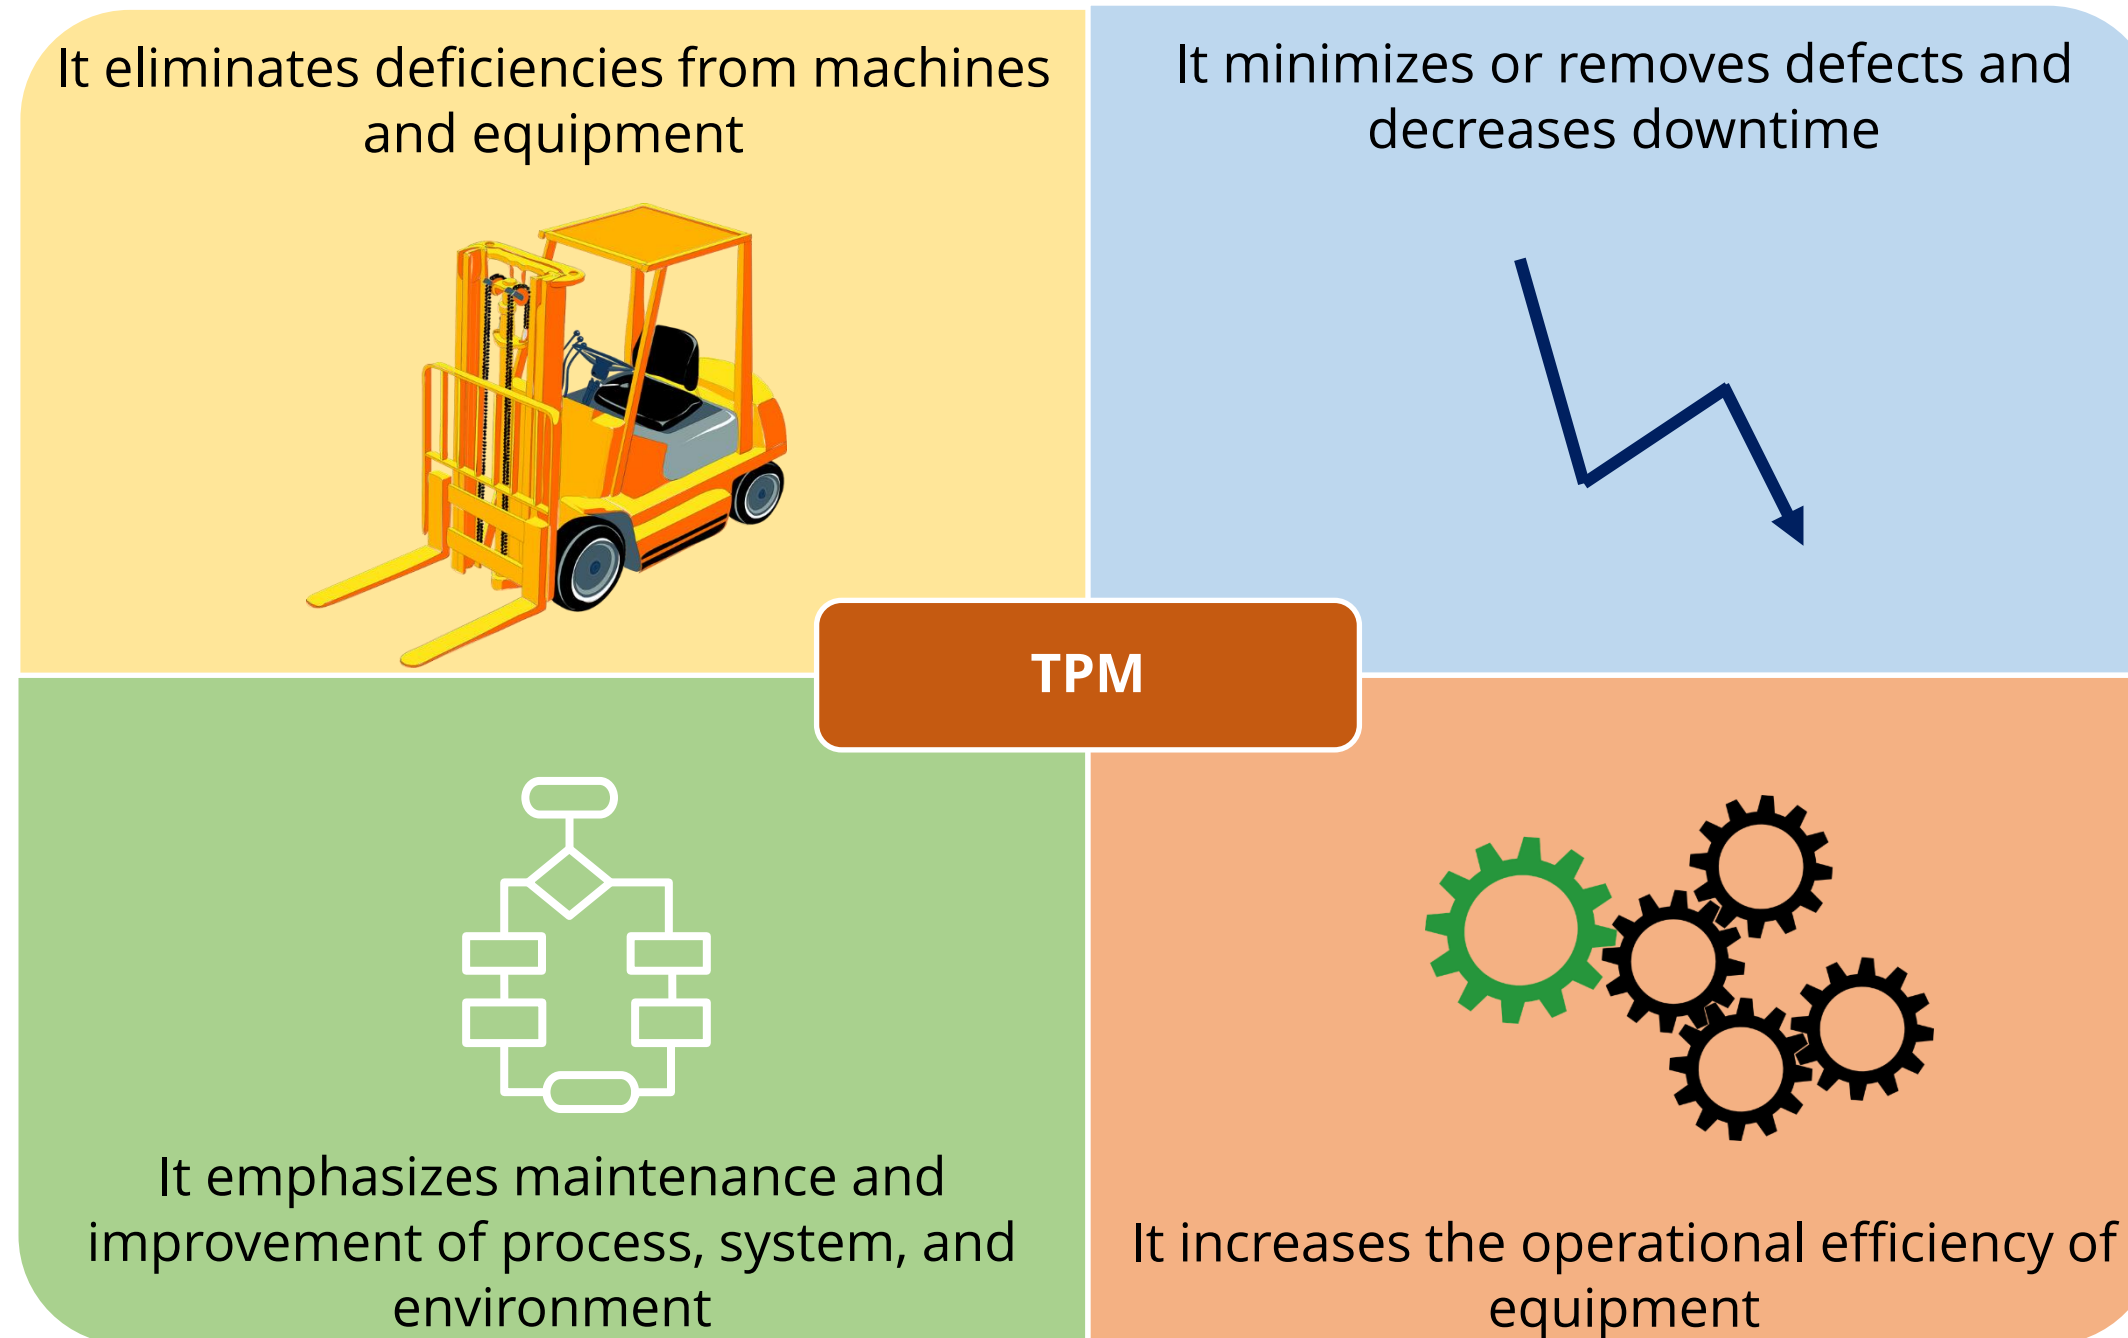 It eliminates deficiencies from machines
and equipment
It minimizes or removes defects and
decreases downtime
TPM
It emphasizes maintenance and
improvement of process, system, and
environment
It increases the operational efficiency of
equipment